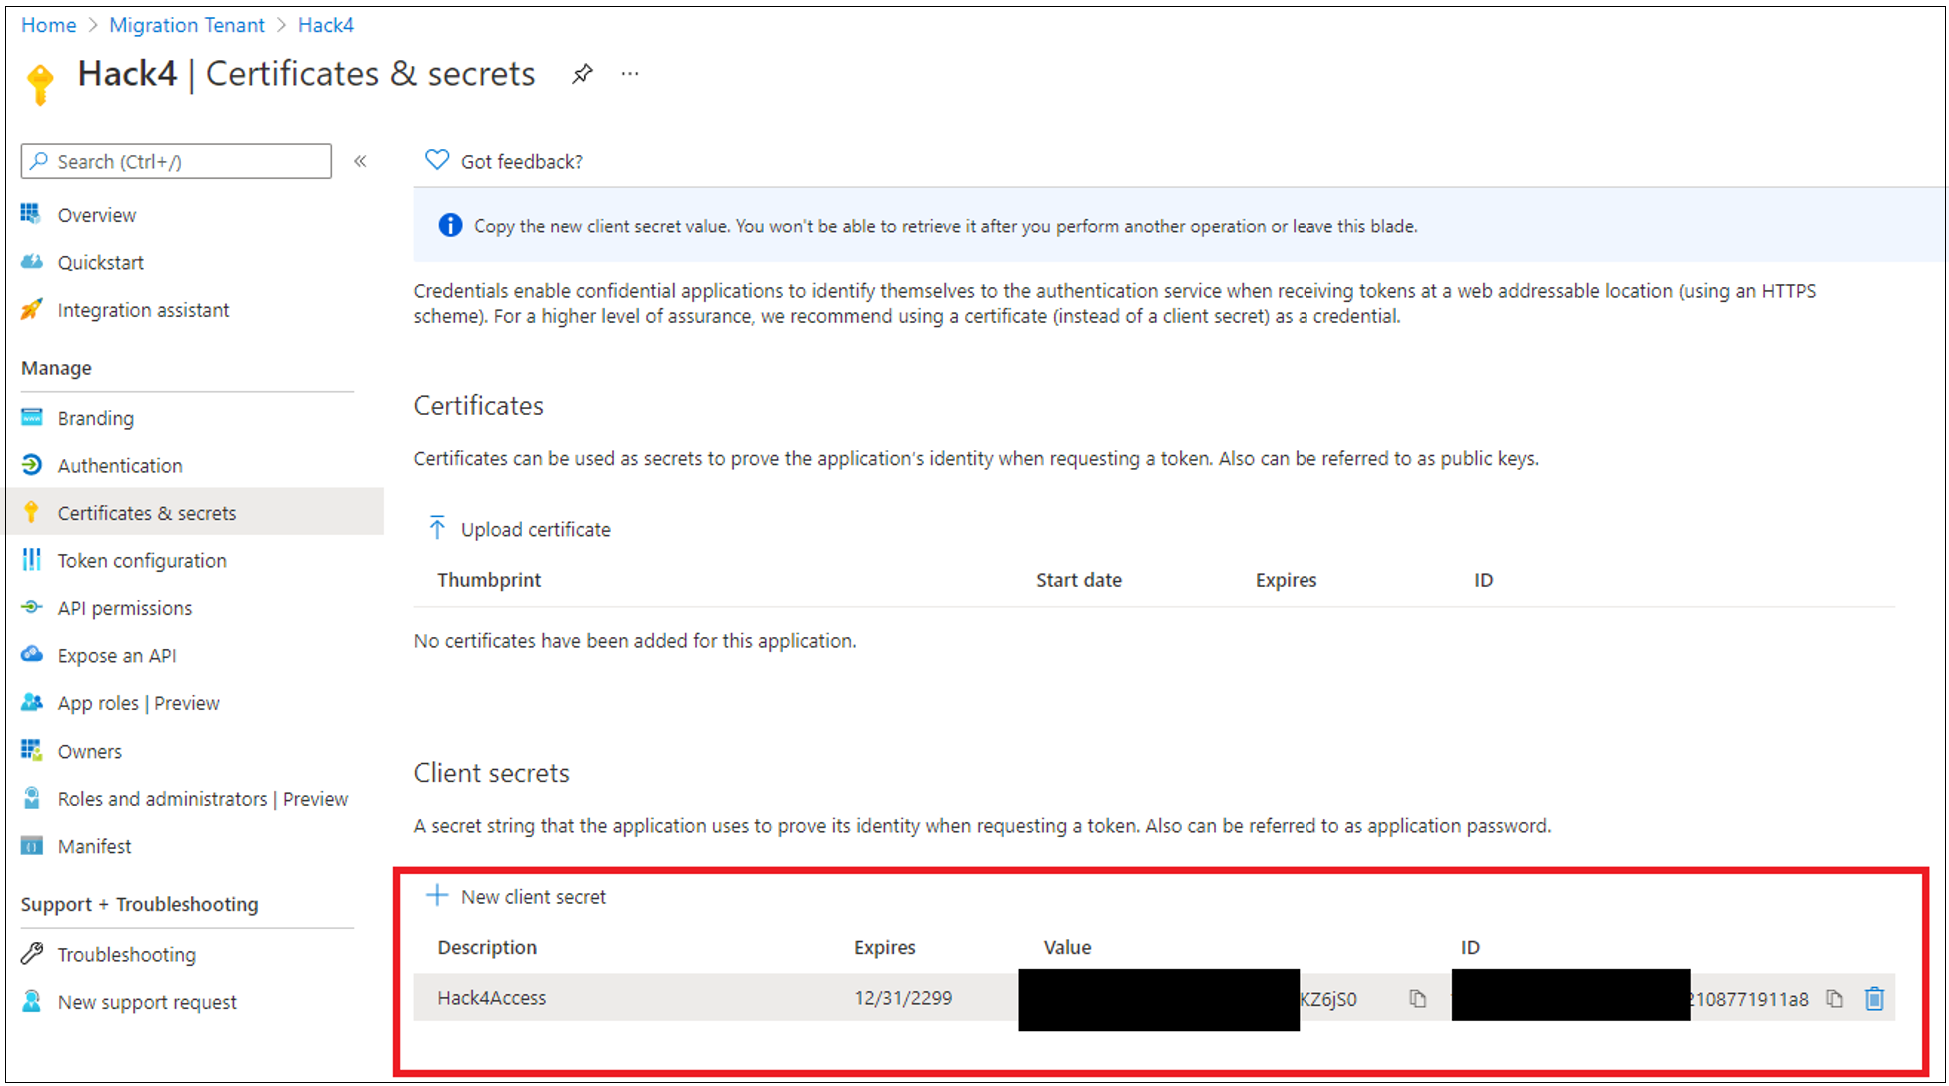 Home > Migration Tenant > Hack4
Hack4 | Certificates & secrets
Search (Ctrl+/)
Overview
Quickstart
Integration assistant
Manage
Branding
Authentication
Certificates & secrets
Token configuration
API permissions
Expose an API
App roles | Preview
Owners
Roles and administrators | Preview
Manifest
Support + Troubleshooting
Troubleshooting
New support request
Got feedback?
Copy the new client secret value. You won't be able to retrieve it after you perform another operation or leave this blade.
Credentials enable confidential applications to identify themselves to the authentication service when receiving tokens at a web addressable location (using an HTTPS
scheme). For a higher level of assurance, we recommend using a certificate (instead of a client secret) as a credential.
Certificates
Certificates can be used as secrets to prove the application's identity when requesting a token. Also can be referred to as public keys.
Upload certificate
Thumbprint Start date Expires ID
No certificates have been added for this application.
Client secrets
A secret string that the application uses to prove its identity when requesting a token. Also can be referred to as application password.
New client secret
Description Expires Value ID
Hack4Access 12/31/2299 KZ6jS0 2108771911a8